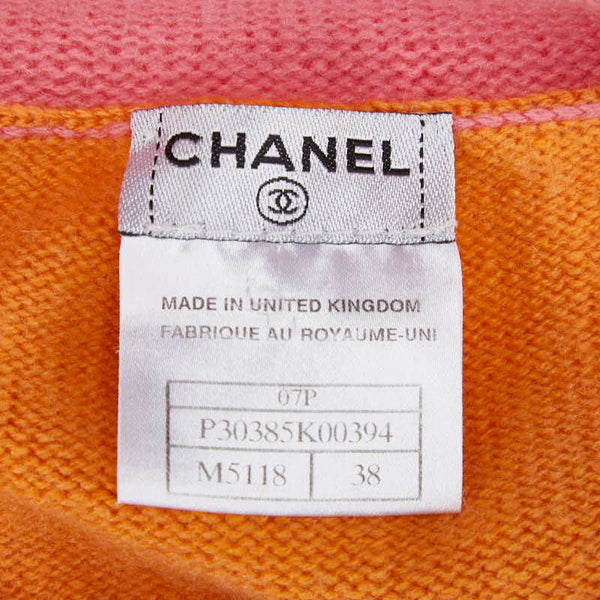 CHANEL
MADE IN UNITED KINGDOM
FABRIQUE AU ROYAUME-UNI
07P
P30385K00394
M5118 38